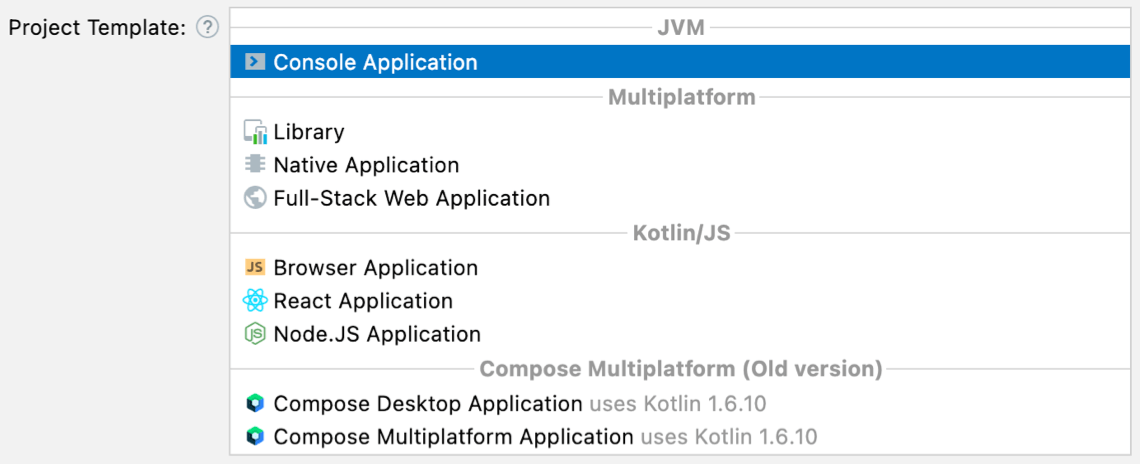 Project Template: ?
JVM
Console Application
Multiplatform
Library
Native Application
Full-Stack Web Application
Kotlin/JS
JS Browser Application
React Application
JS Node.JS Application
Compose Multiplatform (Old version)
Compose Desktop Application uses Kotlin 1.6.10
Compose Multiplatform Application uses Kotlin 1.6.10